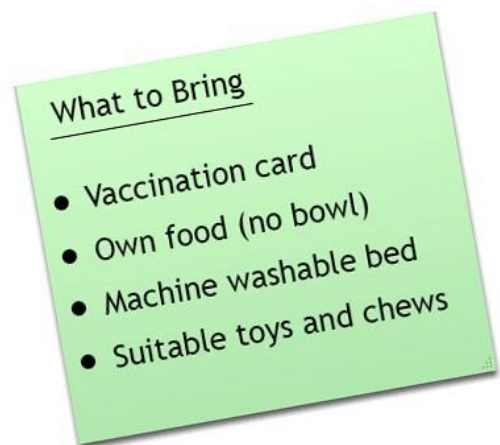 What to Bring
● Vaccination card
● Own food (no bowl)
● Machine washable bed
● Suitable toys and chews